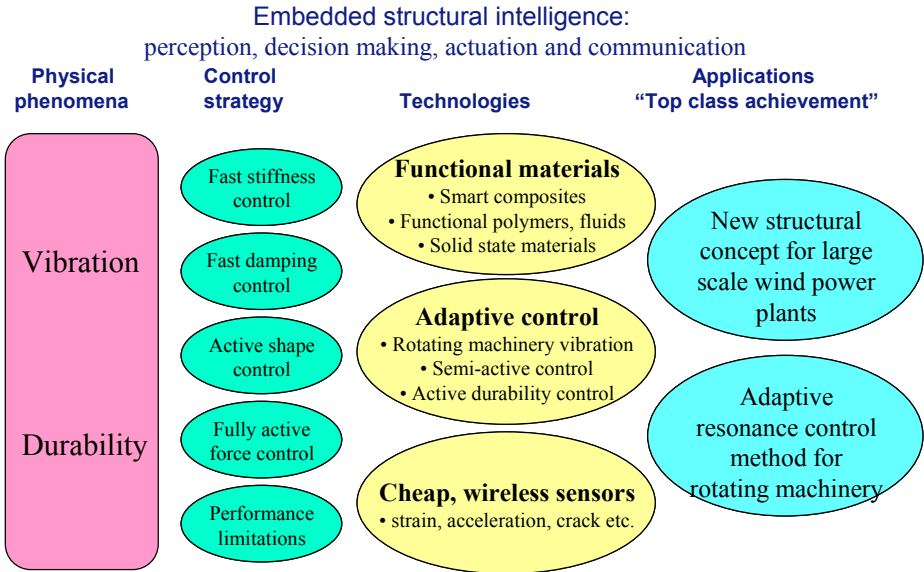 Embedded structural intelligence:
perception, decision making, actuation and communication
Physical
phenomena
Control
strategy
Technologies
Applications
“Top class achievement”
Vibration
Durability
Fast stiffness
control
Fast damping
control
Active shape
control
Fully active
force control
Performance
limitations
Functional materials
• Smart composites
• Functional polymers, fluids
• Solid state materials
Adaptive control
• Rotating machinery vibration
• Semi-active control
• Active durability control
Cheap, wireless sensors
• strain, acceleration, crack etc.
New structural
concept for large
scale wind power
plants
Adaptive
resonance control
method for
rotating machinery